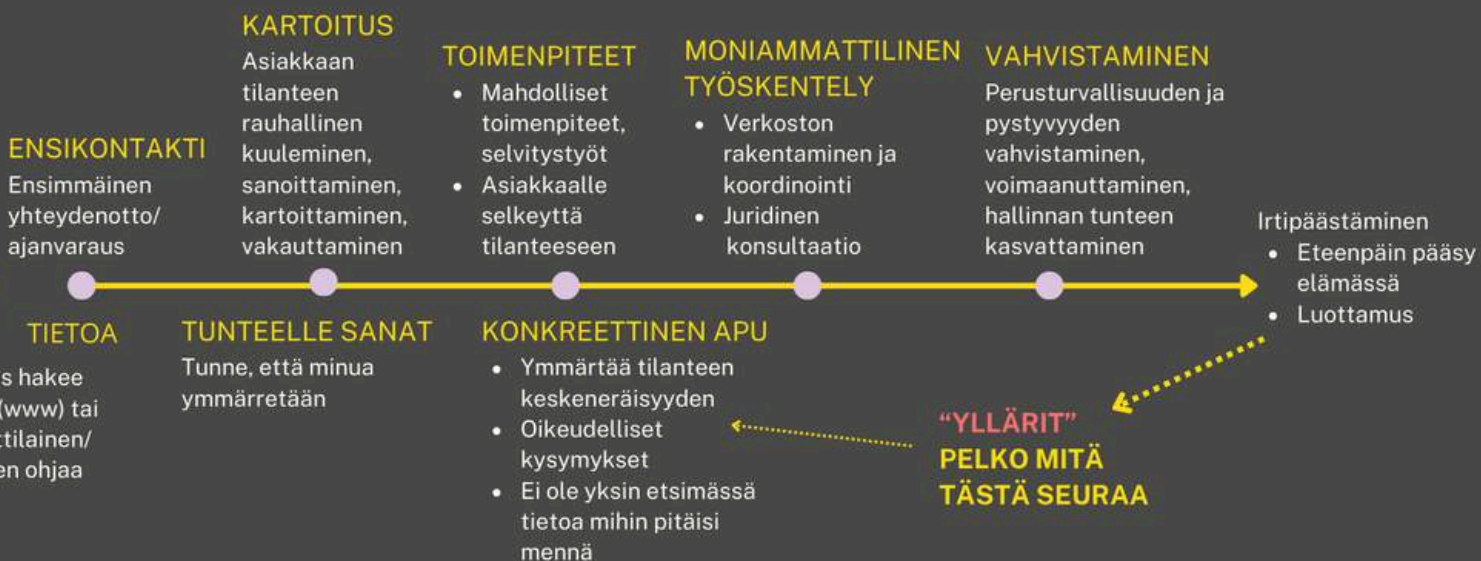 KARTOITUS
Asiakkaan
tilanteen
rauhallinen
kuuleminen,
sanoittaminen,
kartoittaminen,
vakauttaminen
TOIMENPITEET
• Mahdolliset
toimenpiteet,
selvitystyöt
• Asiakkaalle
selkeyttä
tilanteeseen
MONIAMMATTILINEN
TYÖSKENTELY
• Verkoston
rakentaminen ja
koordinointi
• Juridinen
konsultaatio
VAHVISTAMINEN
Perusturvallisuuden ja
pystyvyyden
vahvistaminen,
voimaanuttaminen,
hallinnan tunteen
kasvattaminen
ENSIKONTAKTI
Ensimmäinen
yhteydenotto/
ajanvaraus
Irtipäästäminen
• Eteenpäin pääsy
elämässä
• Luottamus
TIETOA
s hakee
(www) tai
ttilainen/
en ohjaa
TUNTEELLE SANAT
Tunne, että minua
ymmärretään
KONKREETTINEN APU
• Ymmärtää tilanteen
keskeneräisyyden
• Oikeudelliset
kysymykset
• Ei ole yksin etsimässä
tietoa mihin pitäisi
mennä
“YLLÄRIT”
PELKO MITÄ
TÄSTÄ SEURAA